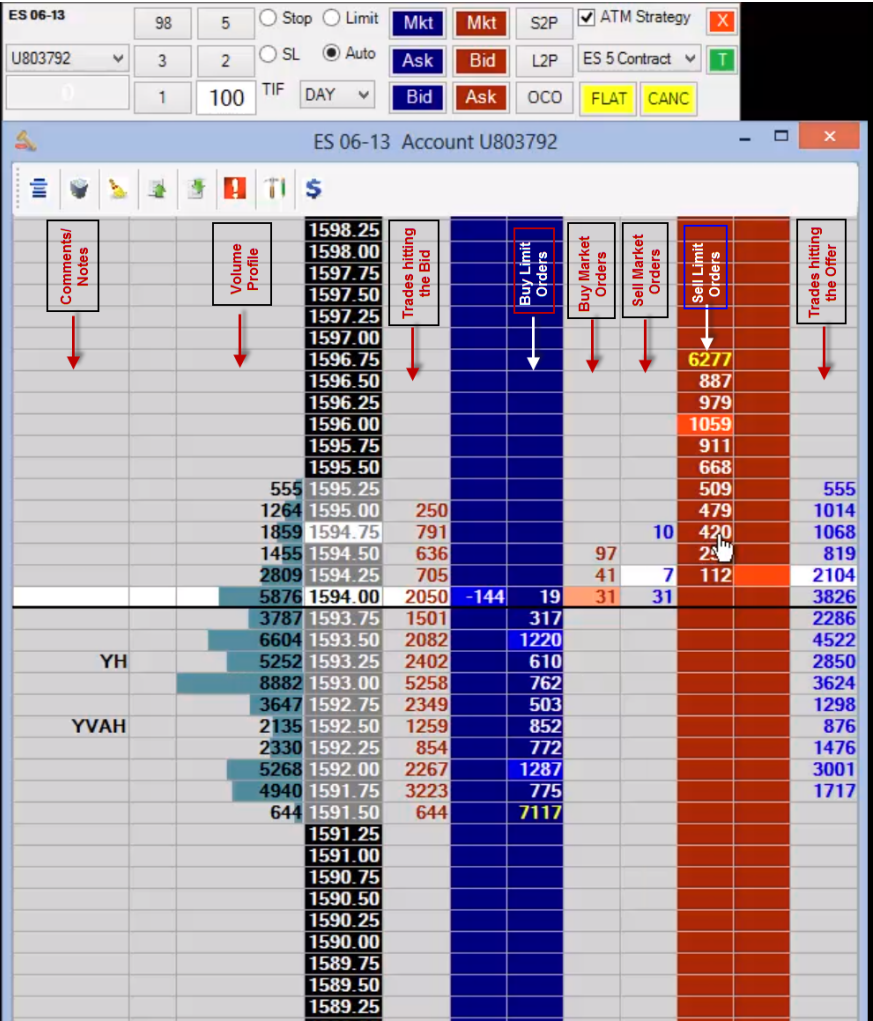 ES 06-13 98 5 Stop Limit Mkt Mkt S2P ATM Strategy X
U803792 3 2 SL Auto Ask Bid L2P ES 5 Contract T
0 1 100 TIF DAY Bid Ask OCO FLAT CANC
ES 06-13 Account U803792
Comments/
Notes
Volume
Profile
Trades hitting
the Bid
Buy Limit
Orders
Buy Market
Orders
Sell Market
Orders
Sell Limit
Orders
Trades hitting
the Offer
1598.25
1598.00
1597.75
1597.50
1597.25
1597.00
1596.75 6277
1596.50 887
1596.25 979
1596.00 1059
1595.75 911
1595.50 668
555 1595.25 509 555
1264 1595.00 250 479 1014
1859 1594.75 791 10 420 1068
1455 1594.50 636 97 819
2809 1594.25 705 41 7 112 2104
5876 1594.00 2050 -144 19 31 31 3826
3787 1593.75 1501 317 2286
6604 1593.50 2082 1220 4522
YH 5252 1593.25 2402 610 2850
8882 1593.00 5258 762 3624
3647 1592.75 2349 503 1298
YVAH 2135 1592.50 1259 852 876
2330 1592.25 854 772 1476
5268 1592.00 2267 1287 3001
4940 1591.75 3223 775 1717
644 1591.50 644 7117
1591.25
1591.00
1590.75
1590.50
1590.25
1590.00
1589.75
1589.50
1589.25